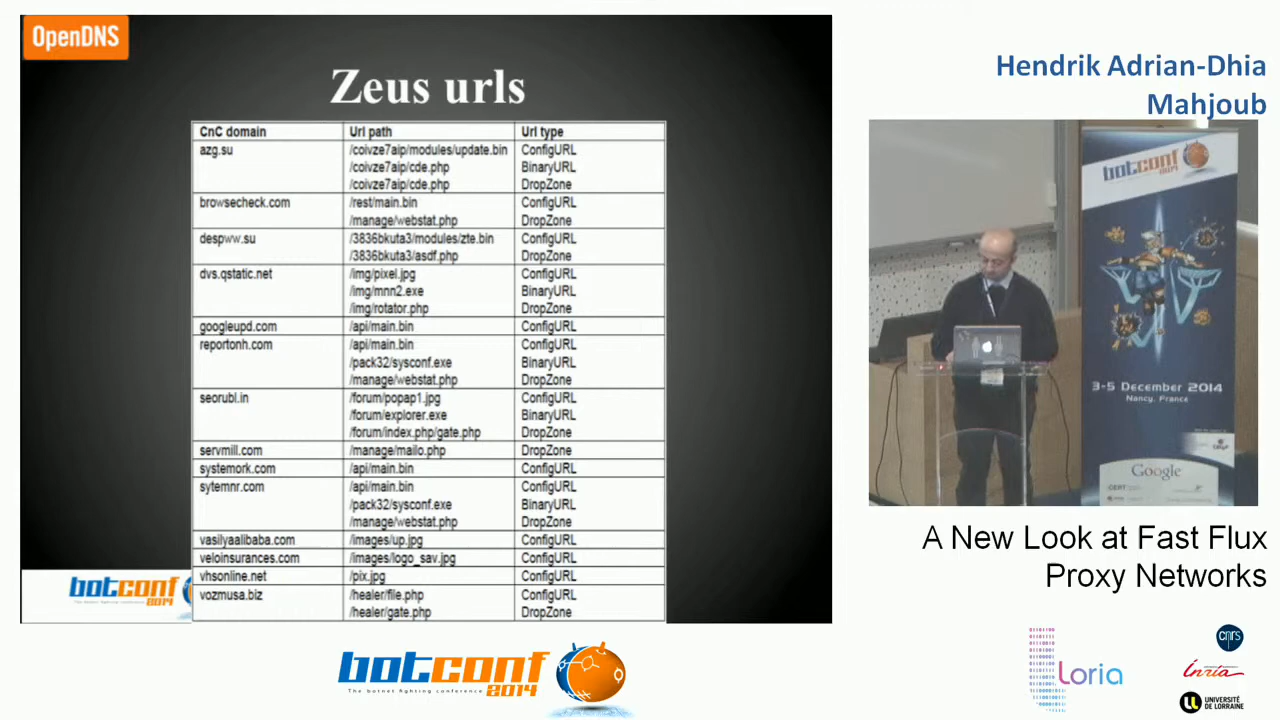 OpenDNS
Zeus urls
CnC domain Url path Url type
azg.su /coivze7aip/modules/update.bin ConfigURL
/coivze7aip/cde.php BinaryURL
/coivze7aip/cde.php DropZone
browsecheck.com /rest/main.bin ConfigURL
/manage/webstat.php DropZone
despww.su /3836bkuta3/modules/zte.bin ConfigURL
/3836bkuta3/asdf.php DropZone
dvs.qstatic.net /img/pixel.jpg ConfigURL
/img/mnn2.exe BinaryURL
/img/rotator.php DropZone
googleupd.com /api/main.bin ConfigURL
reportonh.com /api/main.bin ConfigURL
/pack32/sysconf.exe BinaryURL
/manage/webstat.php DropZone
seorubl.in /forum/popap1.jpg ConfigURL
/forum/explorer.exe BinaryURL
/forum/index.php/gate.php DropZone
servmill.com /manage/mailo.php DropZone
systemork.com /api/main.bin ConfigURL
sytemnr.com /api/main.bin ConfigURL
/pack32/sysconf.exe BinaryURL
/manage/webstat.php DropZone
vasilyaalibaba.com /images/up.jpg ConfigURL
veloinsurances.com /images/logo_sav.jpg ConfigURL
vhsonline.net /pix.jpg ConfigURL
vozmusa.biz /healer/file.php ConfigURL
/healer/gate.php DropZone
botconf
2014
Hendrik Adrian-Dhia
Mahjoub
botconf
2014
3-5 December 2014
Nancy, France
Google
CERT
A New Look at Fast Flux
Proxy Networks
botconf
The botnet fighting conference 2014
Loria
cnrs
Inria
UNIVERSITÉ
DE LORRAINE